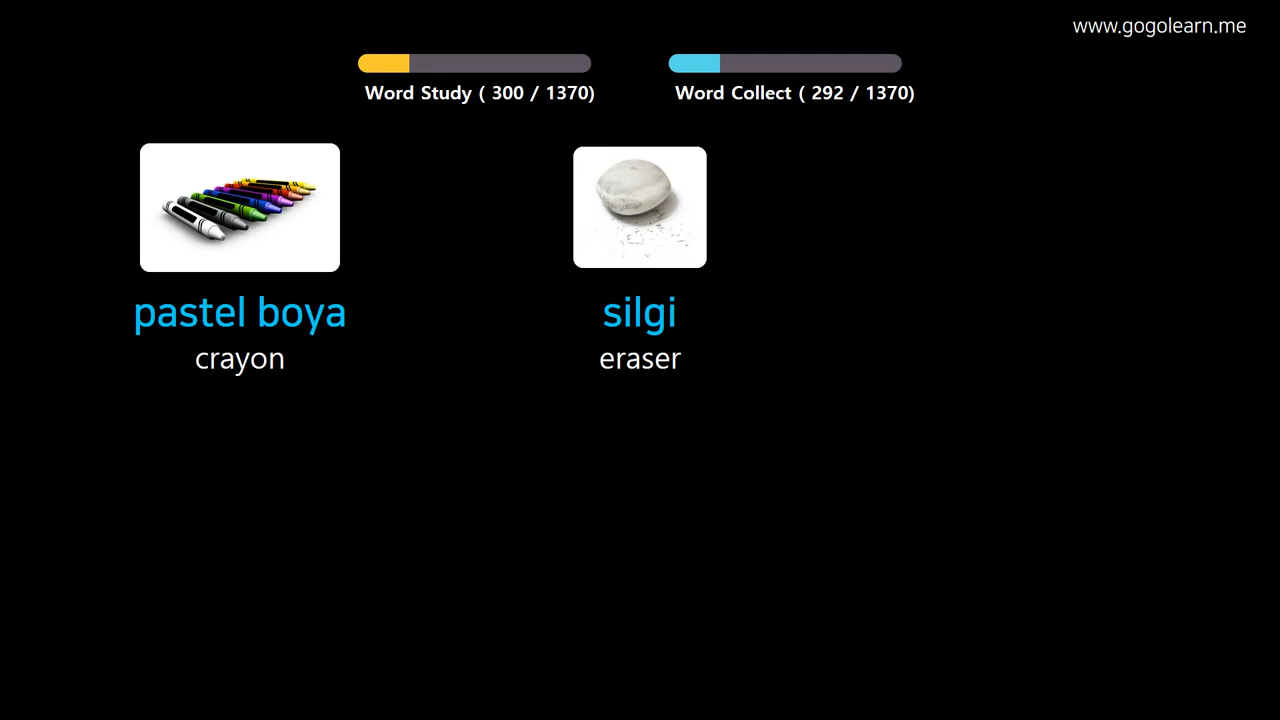 www.gogolearn.me
Word Study ( 300 / 1370)
Word Collect ( 292 / 1370)
pastel boya
crayon
silgi
eraser